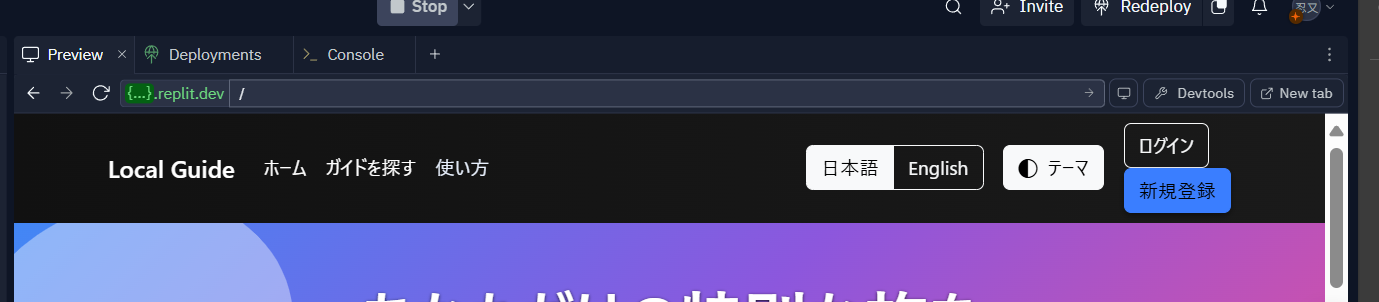 Stop
Invite
Redeploy
Preview
Deployments
Console
{...}.replit.dev
/
Devtools
New tab
Local Guide
ホーム
ガイドを探す
使い方
日本語
English
テーマ
ログイン
新規登録